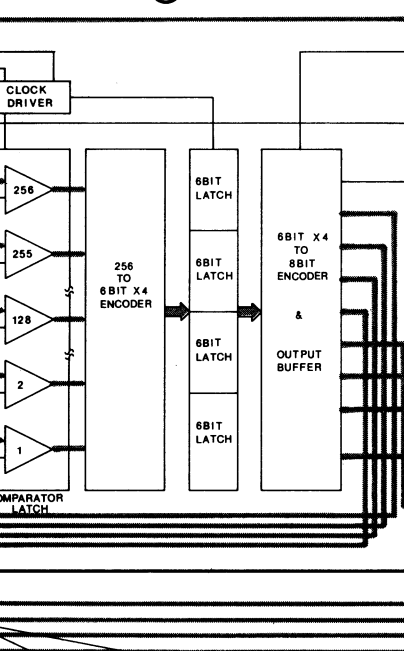 CLOCK
DRIVER
256
255
128
2
1
OMPARATOR
LATCH
256
TO
6BIT X4
ENCODER
6BIT
LATCH
6BIT
LATCH
6BIT
LATCH
6BIT
LATCH
6BIT X4
TO
8BIT
ENCODER
&
OUTPUT
BUFFER